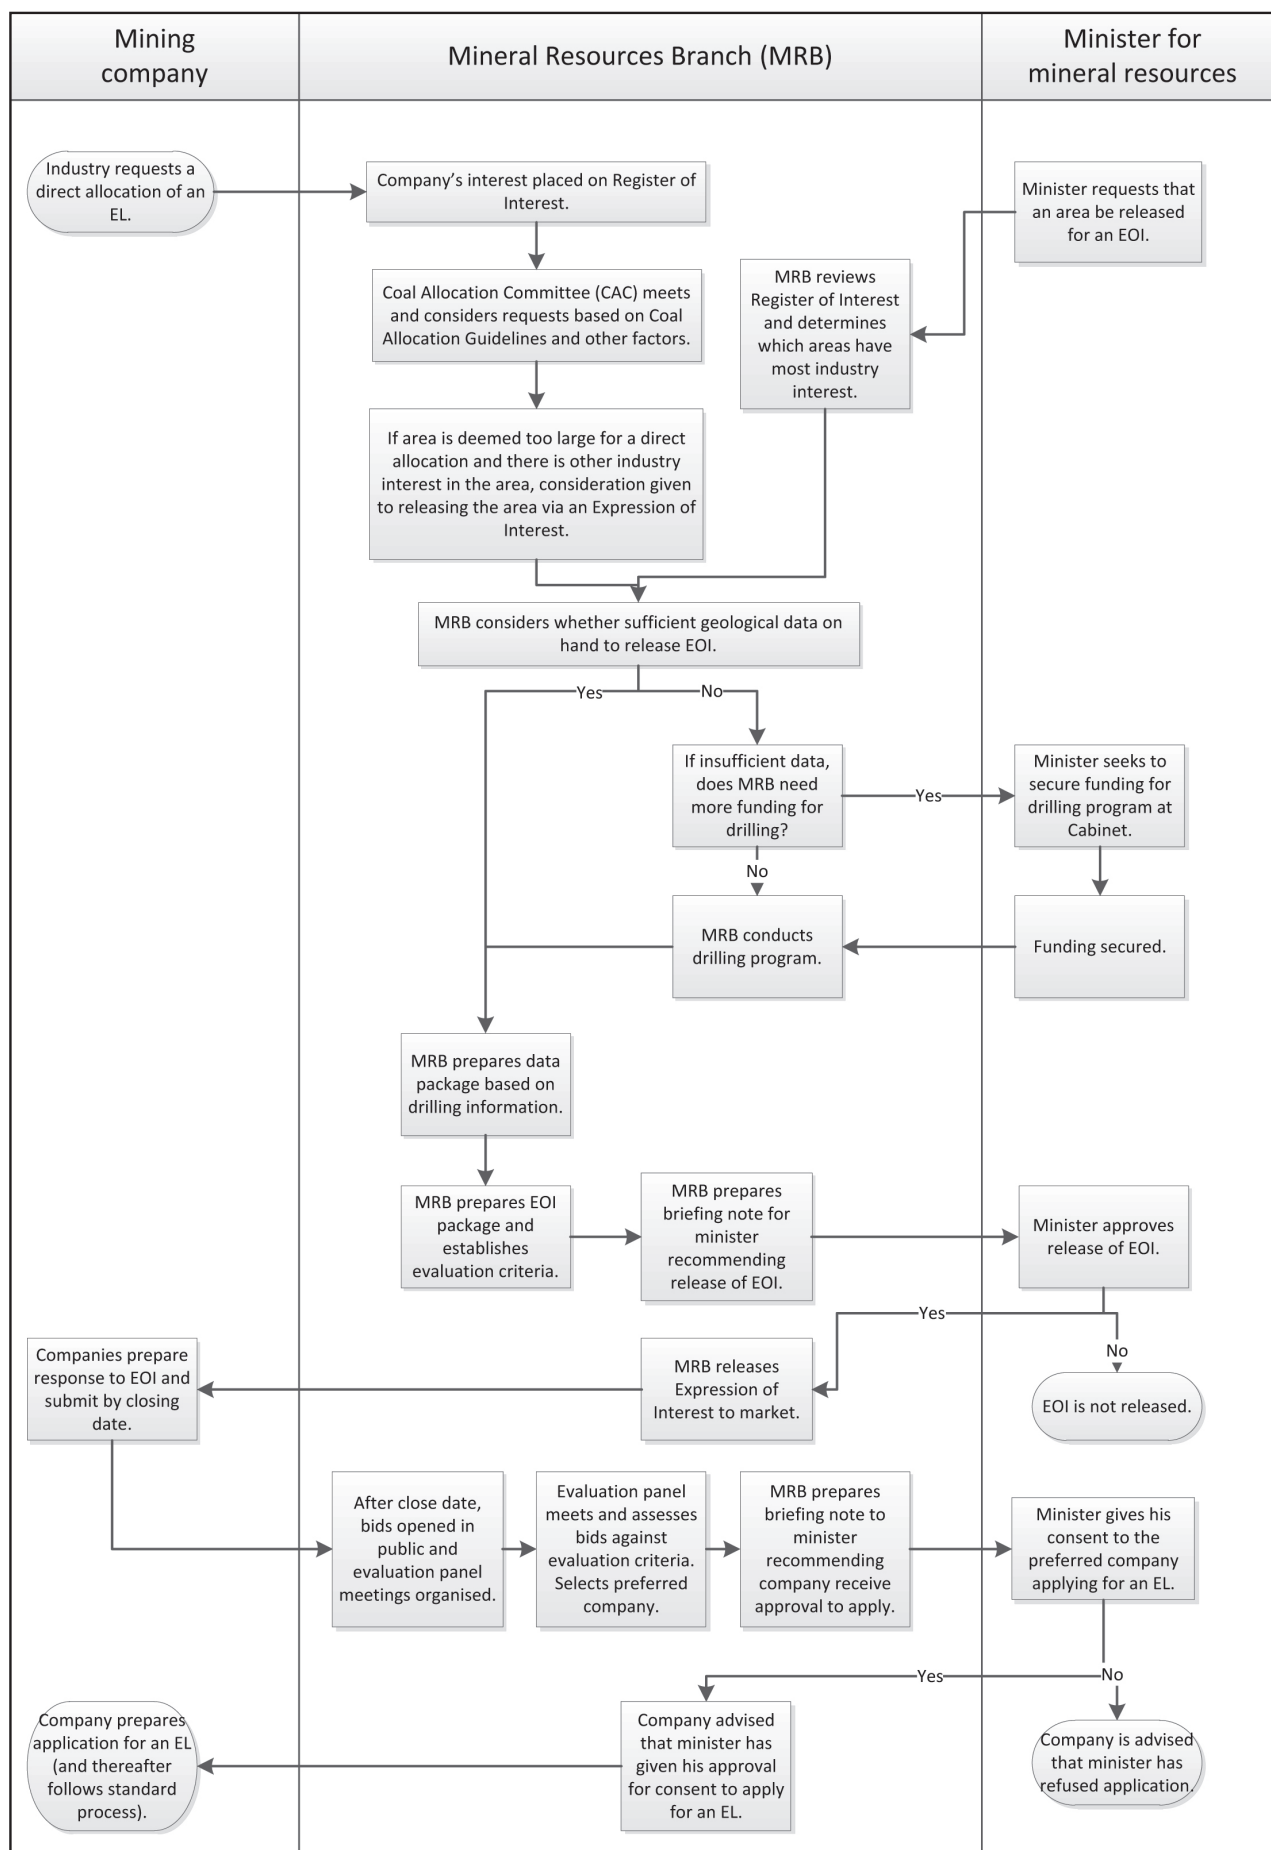 Mining
company
Mineral Resources Branch (MRB)
Minister for
mineral resources
Industry requests a
direct allocation of an
EL.
Company’s interest placed on Register of
Interest.
Minister requests that
an area be released
for an EOI.
MRB reviews
Register of Interest
and determines
which areas have
most industry
interest.
Coal Allocation Committee (CAC) meets
and considers requests based on Coal
Allocation Guidelines and other factors.
If area is deemed too large for a direct
allocation and there is other industry
interest in the area, consideration given
to releasing the area via an Expression of
Interest.
MRB considers whether sufficient geological data on
hand to release EOI.
Yes
No
If insufficient data,
does MRB need
more funding for
drilling?
Yes
Minister seeks to
secure funding for
drilling program at
Cabinet.
No
MRB conducts
drilling program.
Funding secured.
MRB prepares data
package based on
drilling information.
MRB prepares EOI
package and
establishes
evaluation criteria.
MRB prepares
briefing note for
minister
recommending
release of EOI.
Minister approves
release of EOI.
Yes
No
Companies prepare
response to EOI and
submit by closing
date.
MRB releases
Expression of
Interest to market.
EOI is not released.
After close date,
bids opened in
public and
evaluation panel
meetings organised.
Evaluation panel
meets and assesses
bids against
evaluation criteria.
Selects preferred
company.
MRB prepares
briefing note to
minister
recommending
company receive
approval to apply.
Minister gives his
consent to the
preferred company
applying for an EL.
Yes
No
Company prepares
application for an EL
(and thereafter
follows standard
process).
Company advised
that minister has
given his approval
for consent to apply
for an EL.
Company is advised
that minister has
refused application.